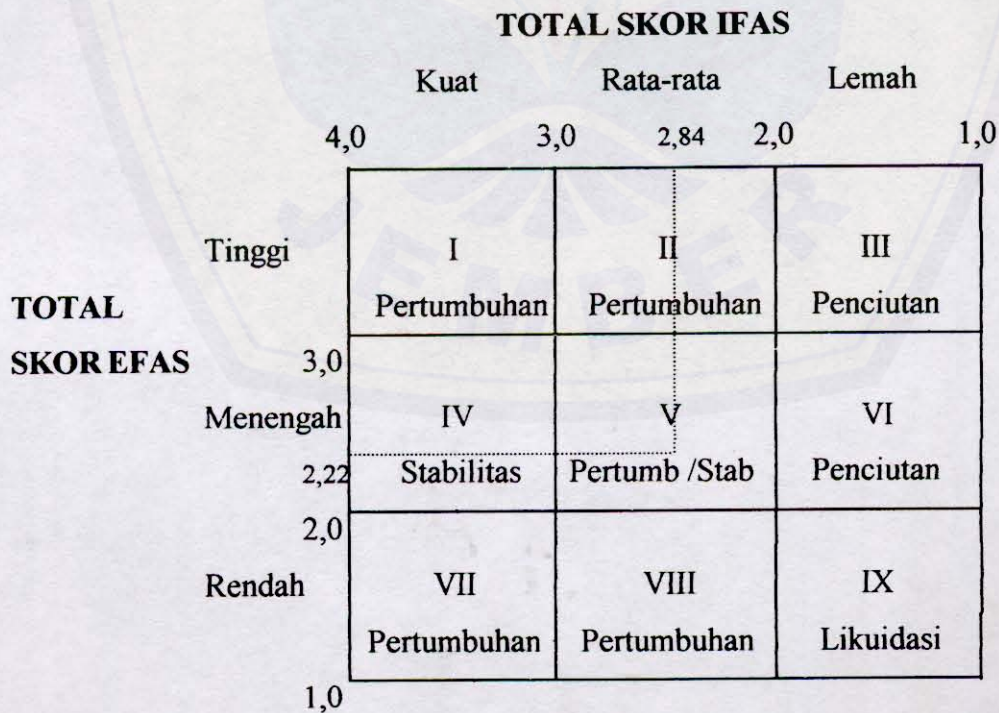 TOTAL SKOR IFAS
Kuat Rata-rata Lemah
4,0 3,0 2,84 2,0 1,0
Tinggi I II III
Pertumbuhan Pertumbuhan Penciutan
TOTAL
SKOR EFAS 3,0
Menengah IV V VI
2,22 Stabilitas Pertumb /Stab Penciutan
2,0
Rendah VII VIII IX
Pertumbuhan Pertumbuhan Likuidasi
1,0
JEMBER